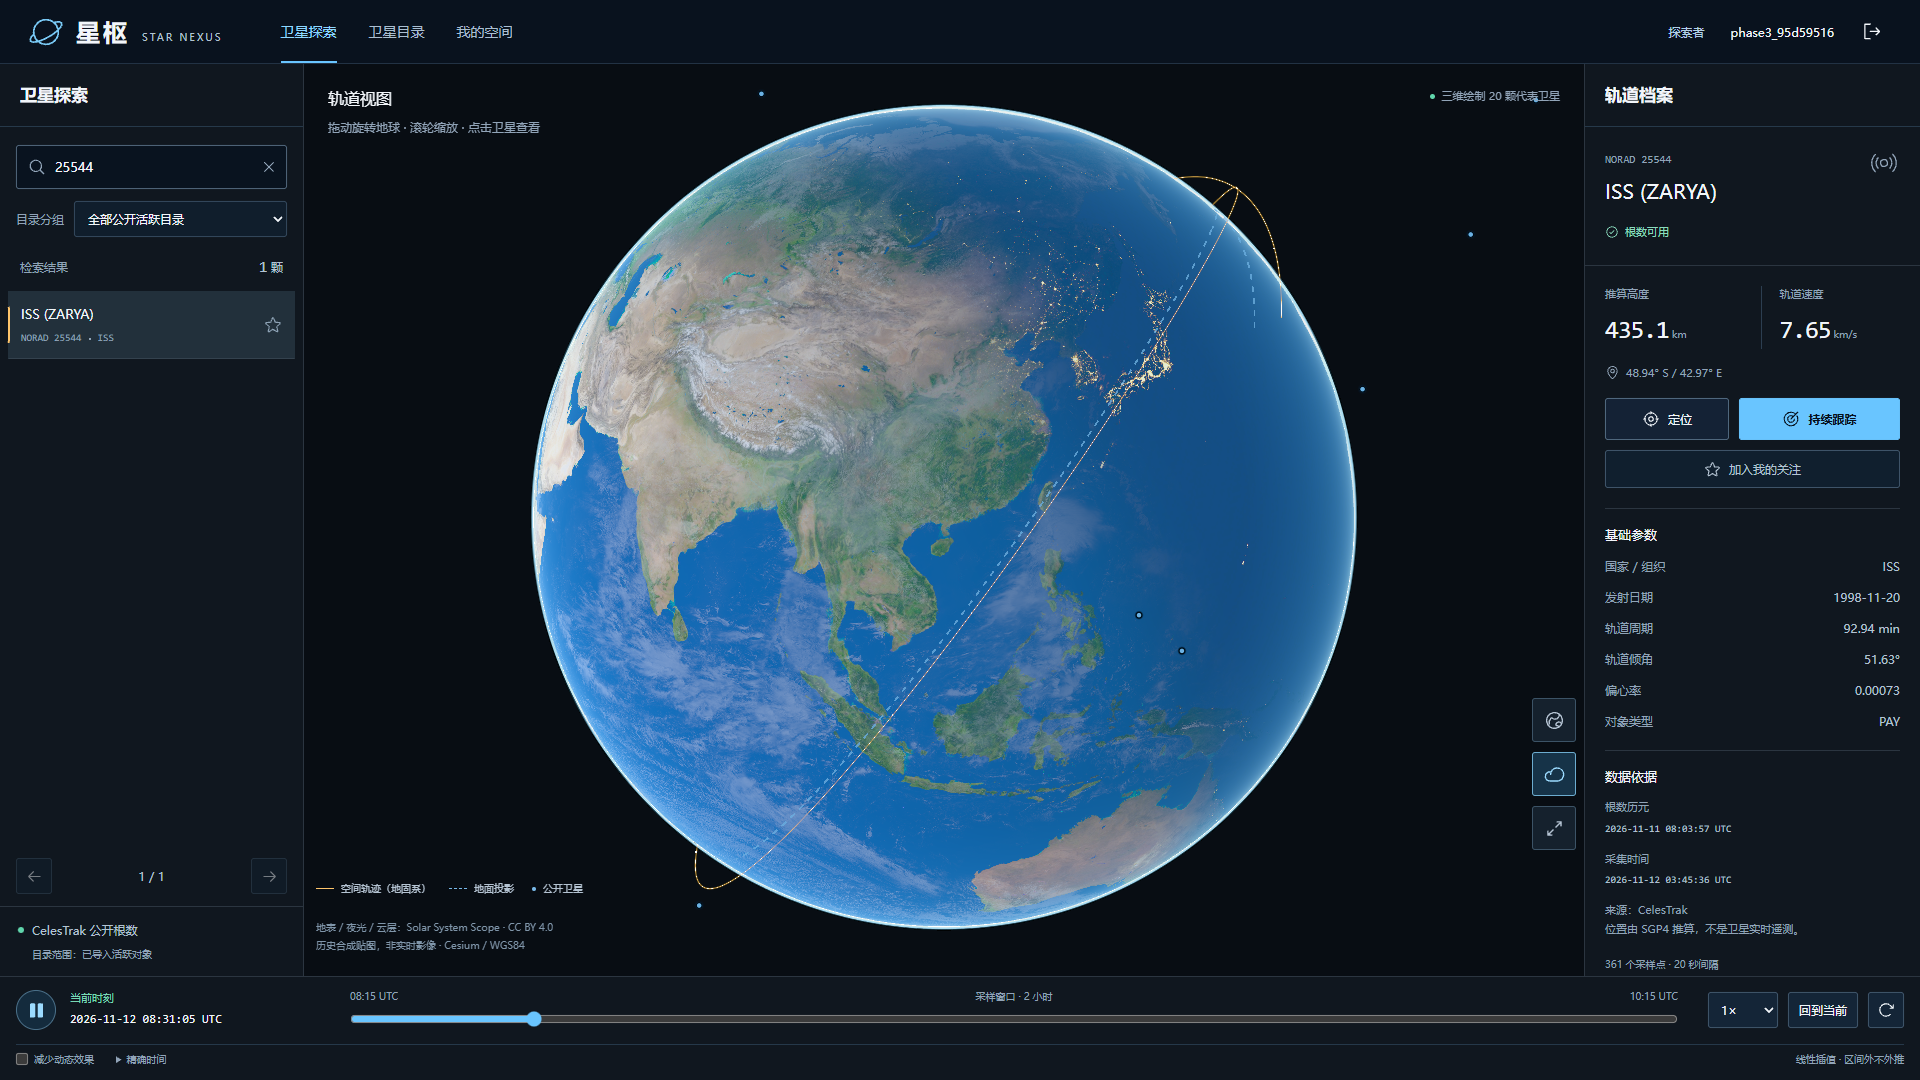 星枢 STAR NEXUS
卫星探索
卫星目录
我的空间
探索者
phase3_95d59516
卫星探索
25544
目录分组
全部公开活跃目录
检索结果
1 颗
ISS (ZARYA)
NORAD 25544 · ISS
1 / 1
CelesTrak 公开根数
目录范围：已导入活跃对象
轨道视图
拖动旋转地球 · 滚轮缩放 · 点击卫星查看
三维绘制 20 颗代表卫星
空间轨迹（地固系）
地面投影
公开卫星
地表 / 夜光 / 云层：Solar System Scope · CC BY 4.0
历史合成贴图，非实时影像 · Cesium / WGS84
轨道档案
NORAD 25544
ISS (ZARYA)
根数可用
推算高度
435.1 km
轨道速度
7.65 km/s
48.94° S / 42.97° E
定位
持续跟踪
加入我的关注
基础参数
国家 / 组织
ISS
发射日期
1998-11-20
轨道周期
92.94 min
轨道倾角
51.63°
偏心率
0.00073
对象类型
PAY
数据依据
根数历元
2026-11-11 08:03:57 UTC
采集时间
2026-11-12 03:45:36 UTC
来源：CelesTrak
位置由 SGP4 推算，不是卫星实时遥测。
361 个采样点 · 20 秒间隔
当前时刻
2026-11-12 08:31:05 UTC
08:15 UTC
采样窗口 · 2 小时
10:15 UTC
1×
回到当前
减少动态效果
精确时间
线性插值 · 区间外不外推